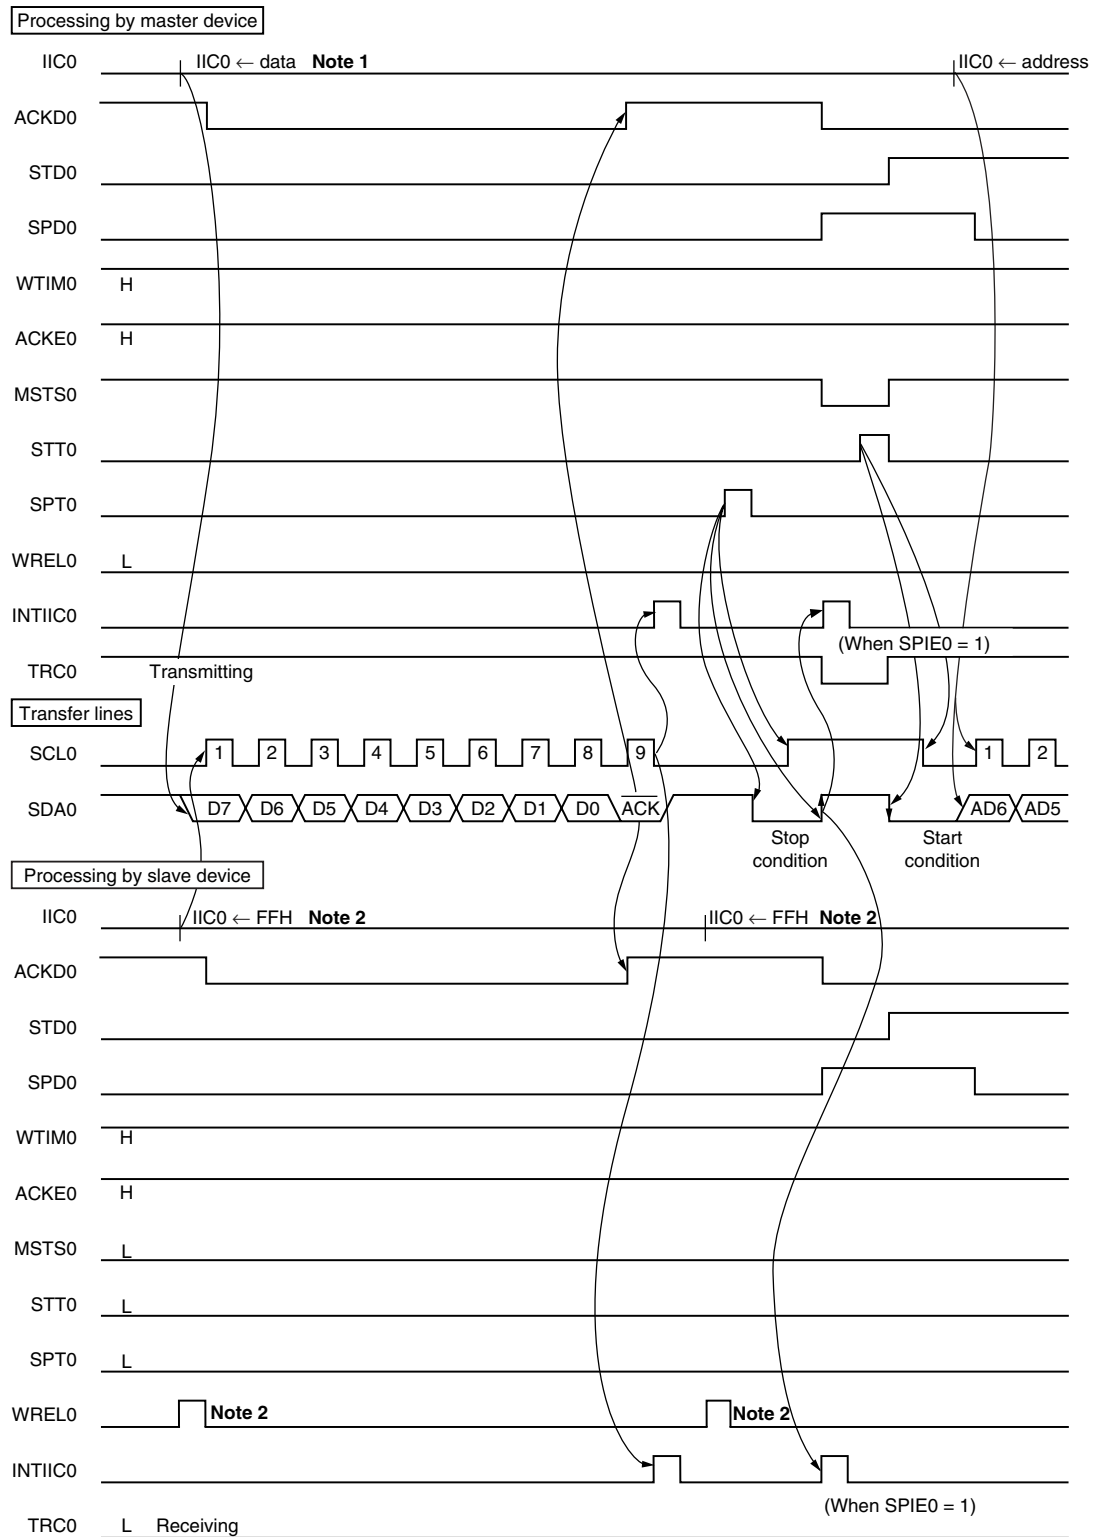 Processing by master device
IIC0 IIC0 ← data Note 1 IIC0 ← address
ACKD0
STD0
SPD0
WTIM0 H
ACKE0 H
MSTS0
STT0
SPT0
WREL0 L
INTIIC0
(When SPIE0 = 1)
TRC0 Transmitting
Transfer lines
SCL0 1 2 3 4 5 6 7 8 9 1 2
SDA0 D7 D6 D5 D4 D3 D2 D1 D0 ACK AD6 AD5
Stop condition
Start condition
Processing by slave device
IIC0 IIC0 ← FFH Note 2 IIC0 ← FFH Note 2
ACKD0
STD0
SPD0
WTIM0 H
ACKE0 H
MSTS0 L
STT0 L
SPT0 L
WREL0 Note 2 Note 2
INTIIC0
(When SPIE0 = 1)
TRC0 L Receiving